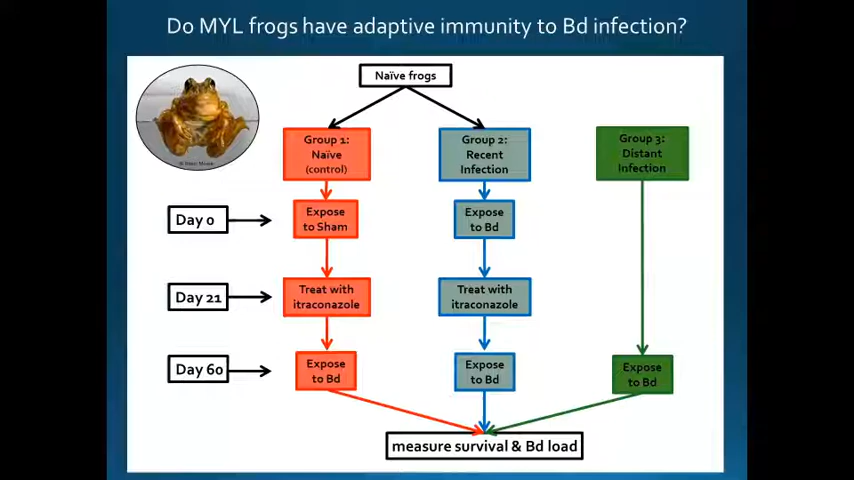 Do MYL frogs have adaptive immunity to Bd infection?
Naïve frogs
Group 1:
Naïve
(control)
Group 2:
Recent
Infection
Group 3:
Distant
Infection
Day 0
Expose
to Sham
Expose
to Bd
Day 21
Treat with
itraconazole
Treat with
itraconazole
Day 60
Expose
to Bd
Expose
to Bd
Expose
to Bd
measure survival & Bd load